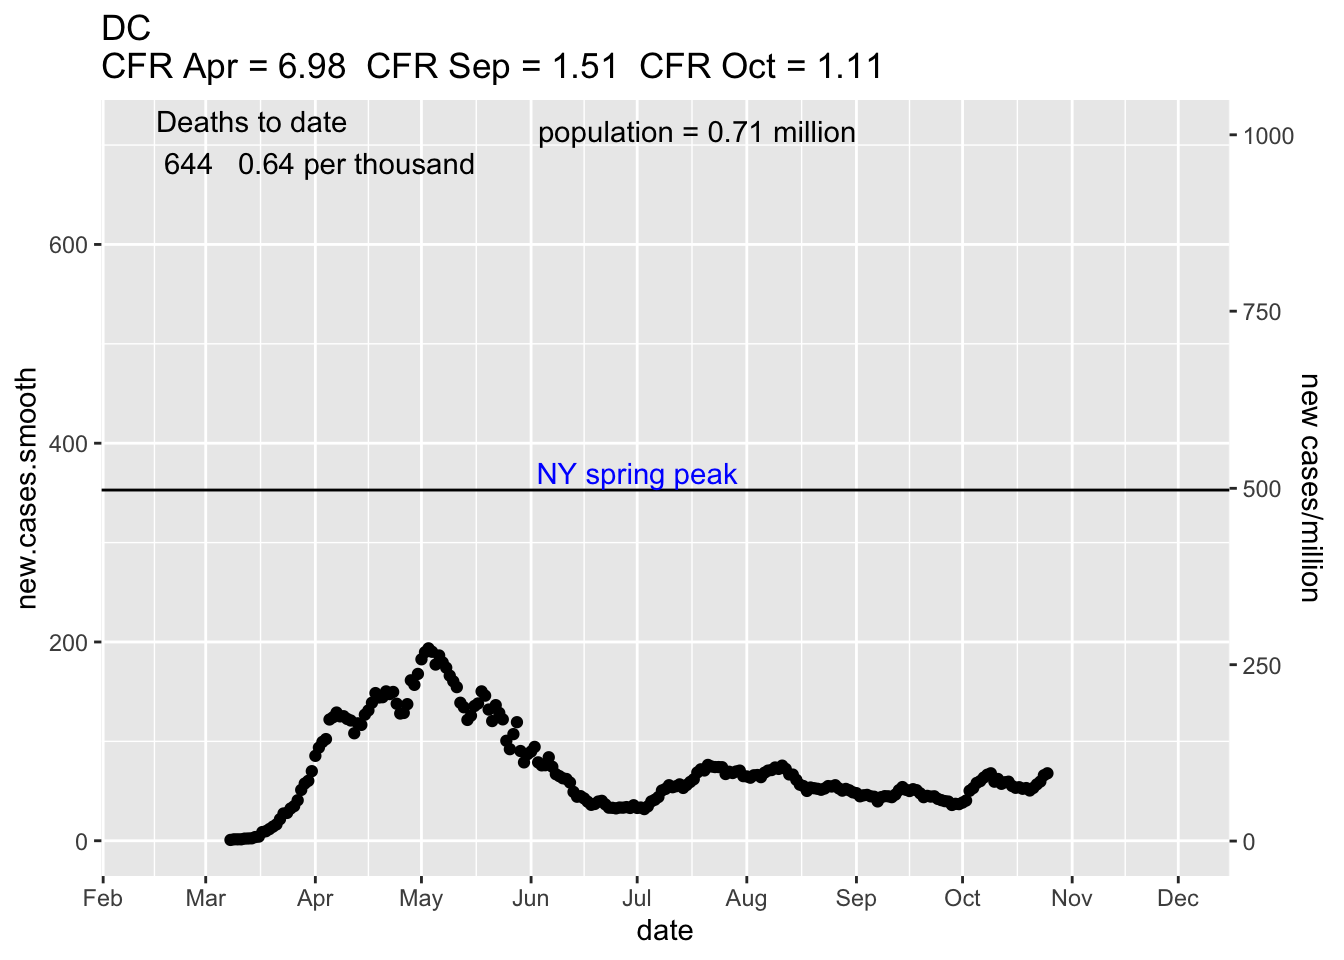 DC
CFR Apr = 6.98  CFR Sep = 1.51  CFR Oct = 1.11
Deaths to date
644   0.64 per thousand
population = 0.71 million
NY spring peak
new.cases.smooth
600
400
200
0
1000
750
500
250
0
new cases/million
Feb Mar Apr May Jun Jul Aug Sep Oct Nov Dec
date